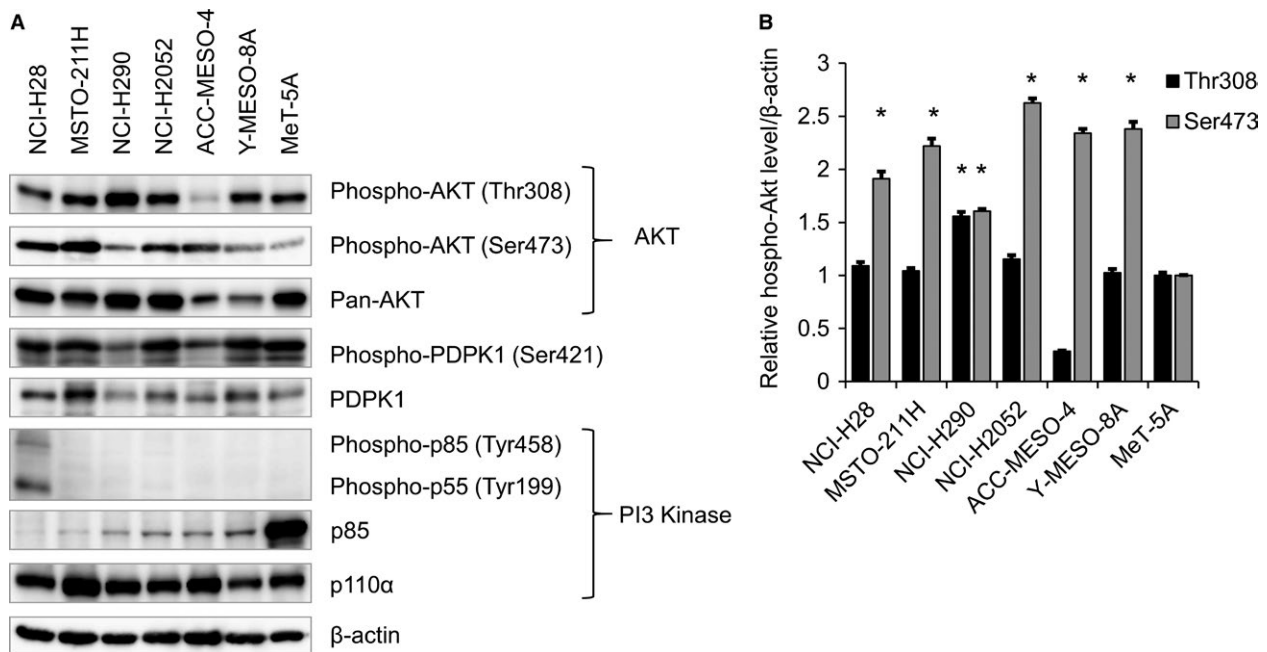 A
NCI-H28
MSTO-211H
NCI-H290
NCI-H2052
ACC-MESO-4
Y-MESO-8A
MeT-5A
Phospho-AKT (Thr308)
Phospho-AKT (Ser473)
AKT
Pan-AKT
Phospho-PDPK1 (Ser421)
PDPK1
Phospho-p85 (Tyr458)
Phospho-p55 (Tyr199)
PI3 Kinase
p85
p110α
β-actin
B
Relative hospho-Akt level/β-actin
3
2.5
2
1.5
1
0.5
0
* * * * * * *
Thr308
Ser473
NCI-H28
MSTO-211H
NCI-H290
NCI-H2052
ACC-MESO-4
Y-MESO-8A
MeT-5A